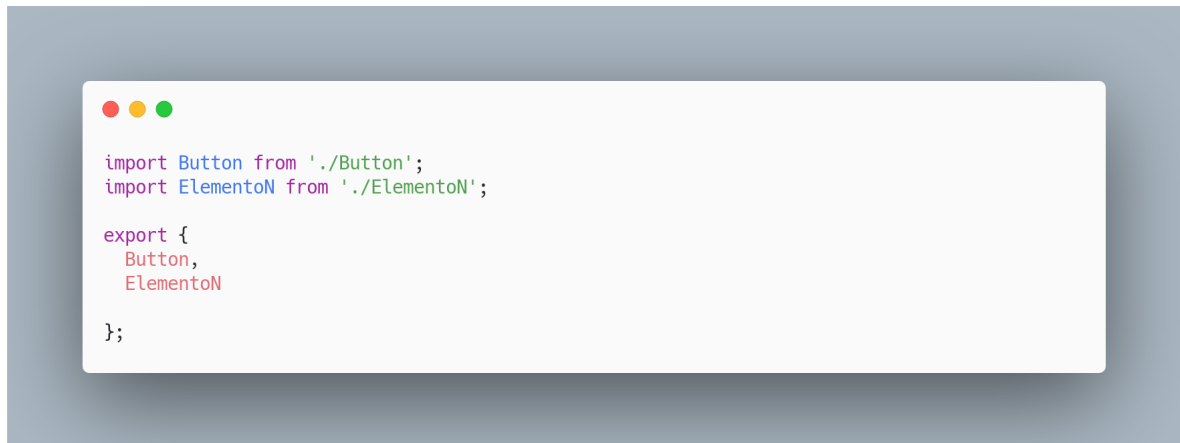 import Button from './Button';
import ElementoN from './ElementoN';
export {
  Button,
  ElementoN
};